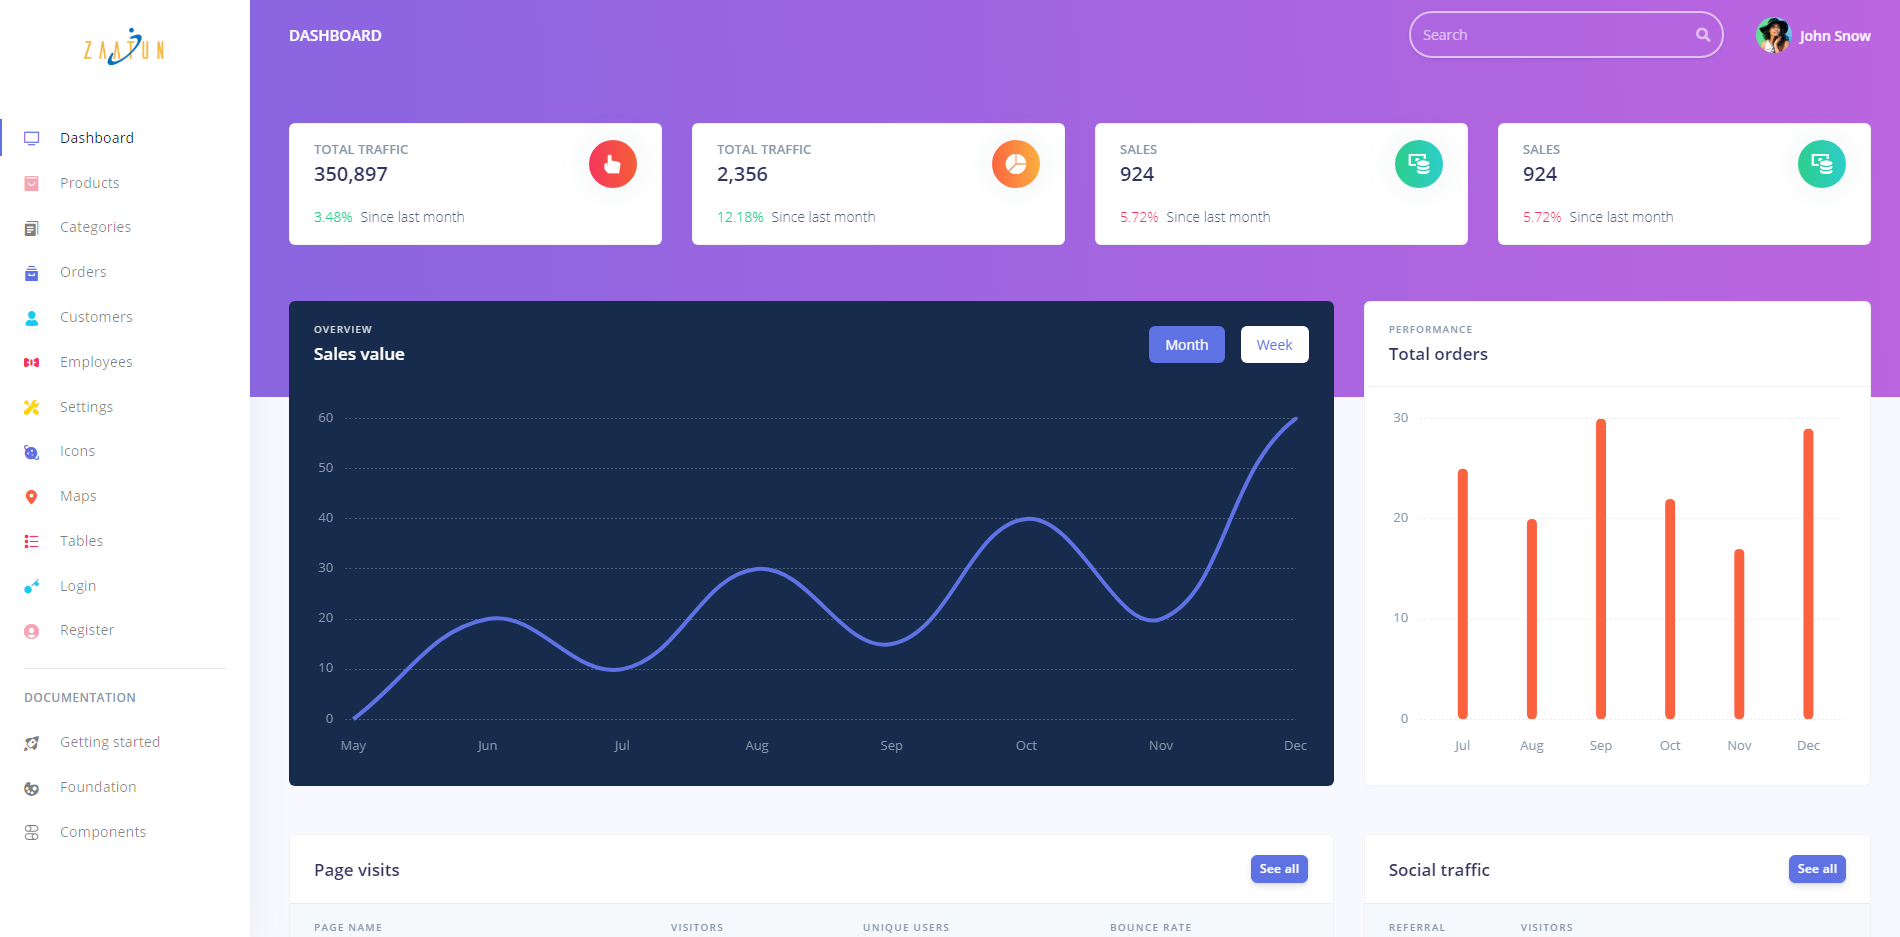 ZAATUN
Dashboard
Products
Categories
Orders
Customers
Employees
Settings
Icons
Maps
Tables
Login
Register
DOCUMENTATION
Getting started
Foundation
Components
DASHBOARD
Search
John Snow
TOTAL TRAFFIC
350,897
3.48% Since last month
TOTAL TRAFFIC
2,356
12.18% Since last month
SALES
924
5.72% Since last month
SALES
924
5.72% Since last month
OVERVIEW
Sales value
Month Week
60
50
40
30
20
10
0
May Jun Jul Aug Sep Oct Nov Dec
PERFORMANCE
Total orders
30
20
10
0
Jul Aug Sep Oct Nov Dec
Page visits See all
PAGE NAME VISITORS UNIQUE USERS BOUNCE RATE
Social traffic See all
REFERRAL VISITORS